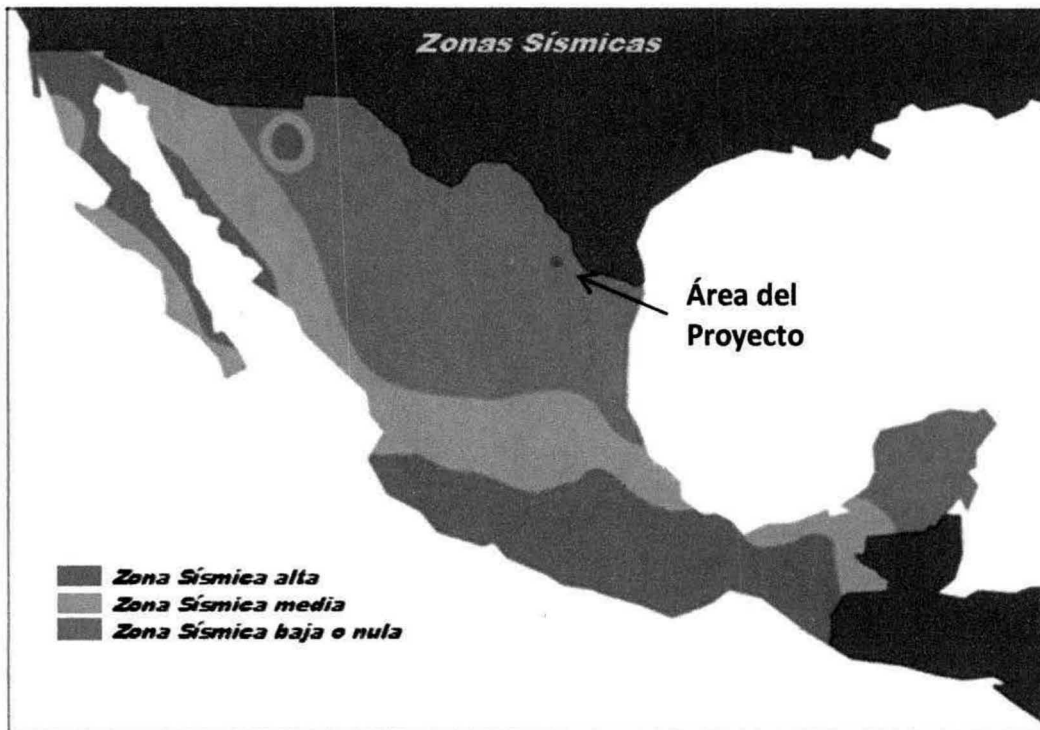 Zonas Sísmicas
Área del
Proyecto
Zona Sísmica alta
Zona Sísmica media
Zona Sísmica baja o nula